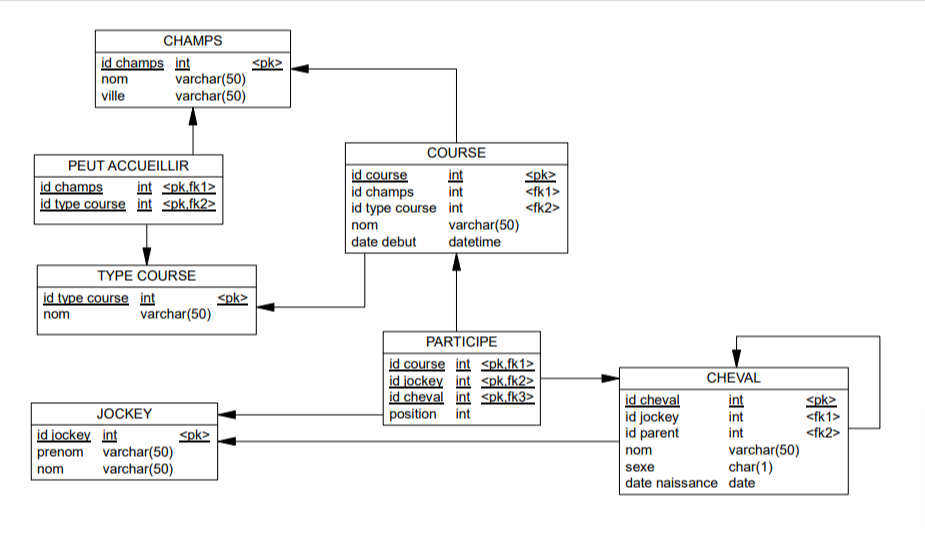 CHAMPS
id champs int <pk>
nom varchar(50)
ville varchar(50)
PEUT ACCUEILLIR
id champs int <pk,fk1>
id type course int <pk,fk2>
COURSE
id course int <pk>
id champs int <fk1>
id type course int <fk2>
nom varchar(50)
date debut datetime
TYPE COURSE
id type course int <pk>
nom varchar(50)
PARTICIPE
id course int <pk,fk1>
id jockey int <pk,fk2>
id cheval int <pk,fk3>
position int
CHEVAL
id cheval int <pk>
id jockey int <fk1>
id parent int <fk2>
nom varchar(50)
sexe char(1)
date naissance date
JOCKEY
id jockey int <pk>
prenom varchar(50)
nom varchar(50)